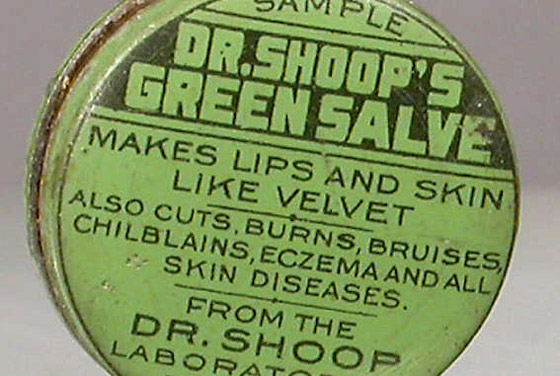 SAMPLE
DR. SHOOP'S
GREEN SALVE
MAKES LIPS AND SKIN
LIKE VELVET
ALSO CUTS, BURNS, BRUISES,
CHILBLAINS, ECZEMA AND ALL
SKIN DISEASES.
FROM THE
DR. SHOOP